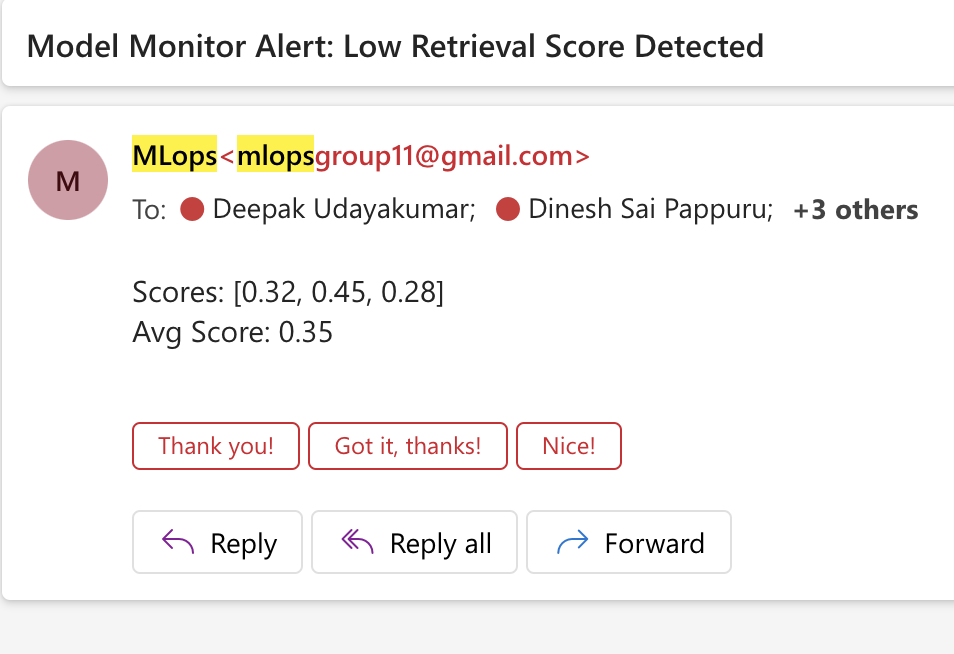 Model Monitor Alert: Low Retrieval Score Detected
M
MLops<mlopsgroup11@gmail.com>
To: Deepak Udayakumar; Dinesh Sai Pappuru; +3 others
Scores: [0.32, 0.45, 0.28]
Avg Score: 0.35
Thank you! Got it, thanks! Nice!
Reply Reply all Forward